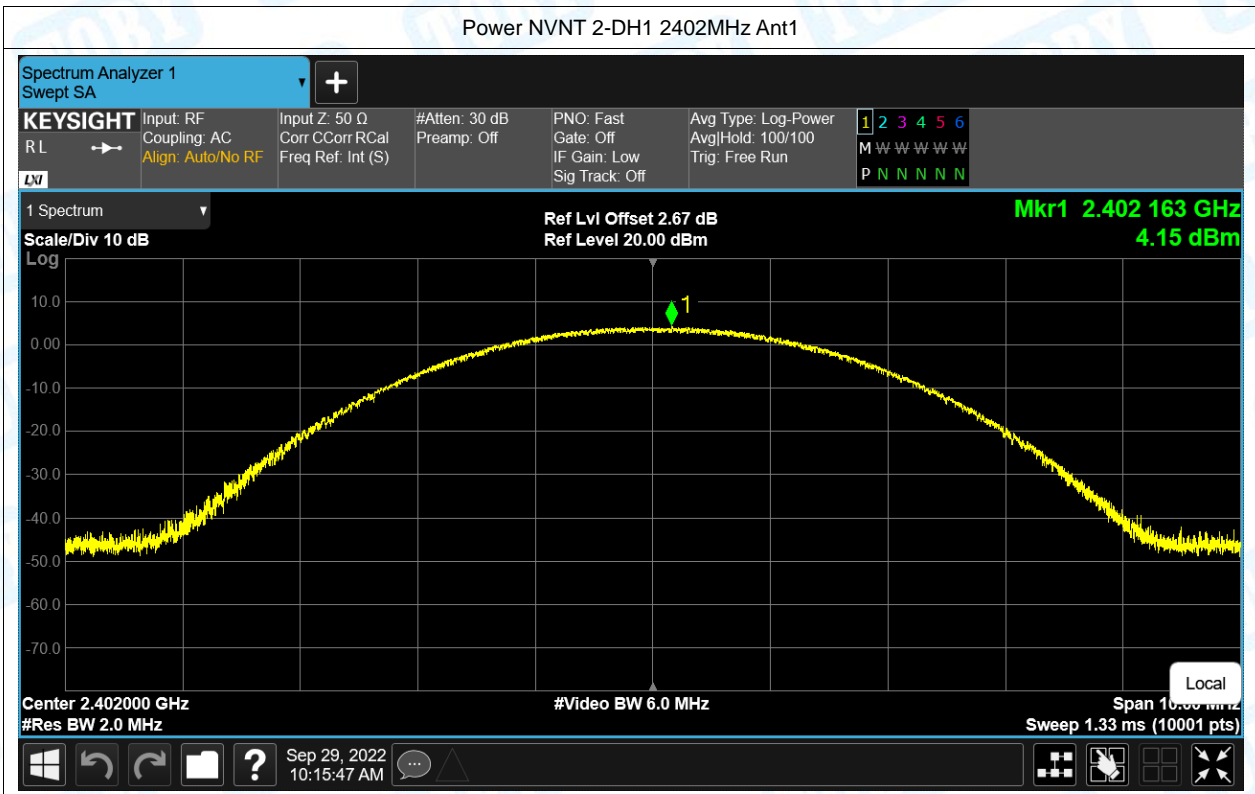 Power NVNT 2-DH1 2402MHz Ant1
Spectrum Analyzer 1
Swept SA
KEYSIGHT
RL
LXI
Input: RF
Coupling: AC
Align: Auto/No RF
Input Z: 50 Ω
Corr CCorr RCal
Freq Ref: Int (S)
#Atten: 30 dB
Preamp: Off
PNO: Fast
Gate: Off
IF Gain: Low
Sig Track: Off
Avg Type: Log-Power
Avg|Hold: 100/100
Trig: Free Run
1 2 3 4 5 6
M W W W W W
P N N N N N
1 Spectrum
Scale/Div 10 dB
Log
Ref Lvl Offset 2.67 dB
Ref Level 20.00 dBm
Mkr1 2.402 163 GHz
4.15 dBm
1
10.0
0.00
-10.0
-20.0
-30.0
-40.0
-50.0
-60.0
-70.0
Local
Center 2.402000 GHz
#Video BW 6.0 MHz
Span 10.00 MHz
#Res BW 2.0 MHz
Sweep 1.33 ms (10001 pts)
?
Sep 29, 2022
10:15:47 AM